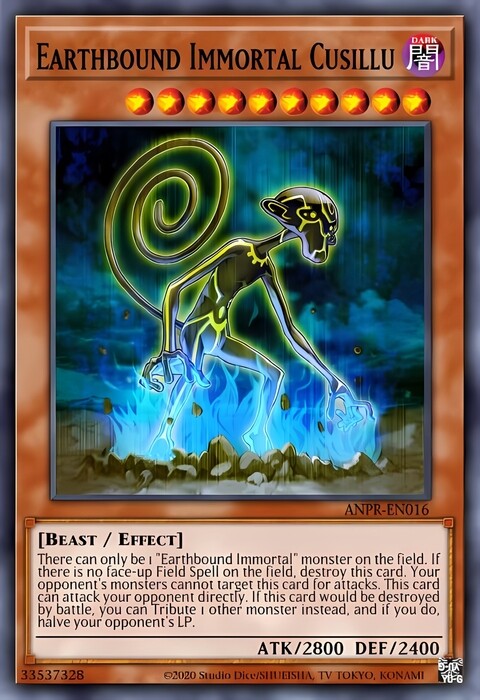 EARTHBOUND IMMORTAL CUSILLU
DARK
闇
ANPR-EN016
[BEAST / EFFECT]
There can only be 1 "Earthbound Immortal" monster on the field. If
there is no face-up Field Spell on the field, destroy this card. Your
opponent's monsters cannot target this card for attacks. This card
can attack your opponent directly. If this card would be destroyed
by battle, you can Tribute 1 other monster instead, and if you do,
halve your opponent's LP.
ATK/2800 DEF/2400
33537328
©2020 Studio Dice/SHUEISHA, TV TOKYO, KONAMI